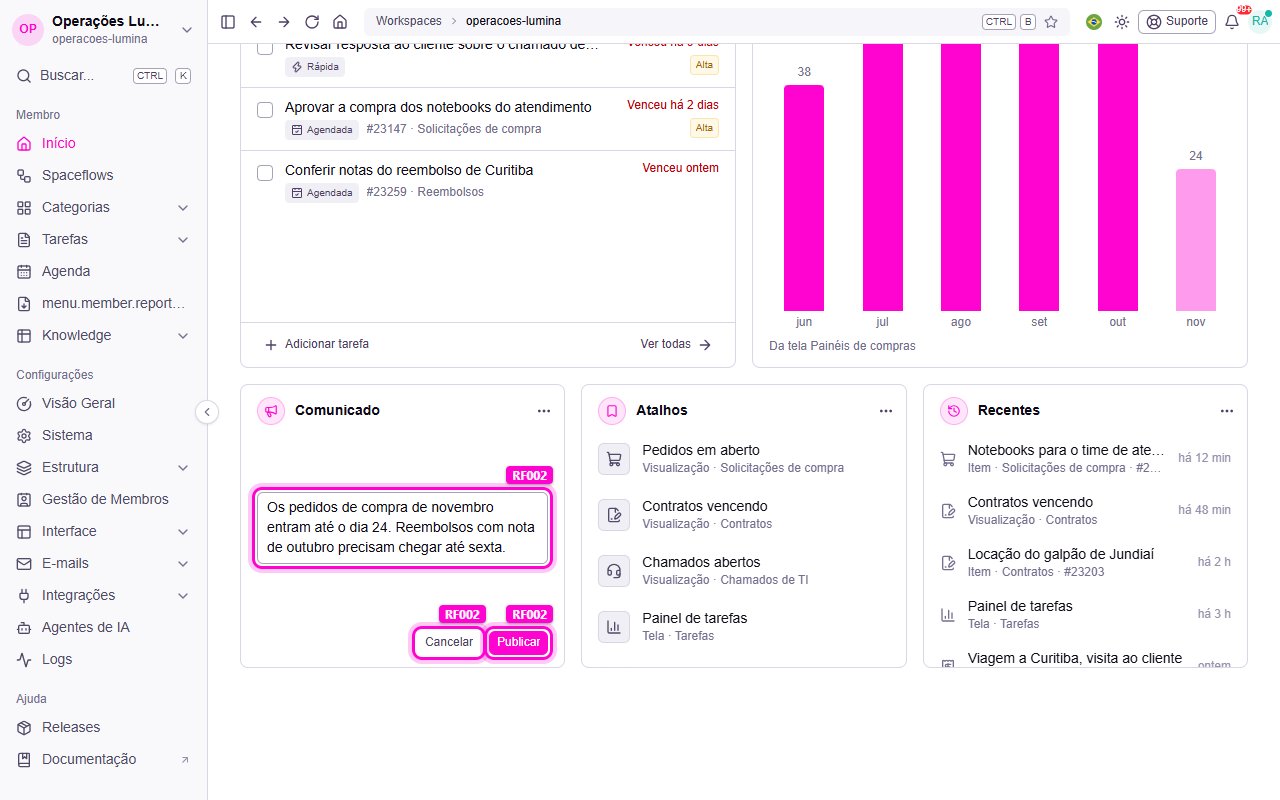 OP
Operações Lu...
operacoes-lumina
Buscar...
CTRL K
Membro
Início
Spaceflows
Categorias
Tarefas
Agenda
menu.member.report...
Knowledge
Configurações
Visão Geral
Sistema
Estrutura
Gestão de Membros
Interface
E-mails
Integrações
Agentes de IA
Logs
Ajuda
Releases
Documentação
Workspaces > operacoes-lumina
CTRL B
Suporte
99+
RA
Revisar resposta ao cliente sobre o chamado de...
Rápida
Alta
Aprovar a compra dos notebooks do atendimento
Venceu há 2 dias
Agendada #23147 · Solicitações de compra
Alta
Conferir notas do reembolso de Curitiba
Venceu ontem
Agendada #23259 · Reembolsos
Adicionar tarefa
Ver todas
38
24
jun jul ago set out nov
Da tela Painéis de compras
Comunicado
RF002
Os pedidos de compra de novembro
entram até o dia 24. Reembolsos com nota
de outubro precisam chegar até sexta.
RF002 RF002
Cancelar Publicar
Atalhos
Pedidos em aberto
Visualização · Solicitações de compra
Contratos vencendo
Visualização · Contratos
Chamados abertos
Visualização · Chamados de TI
Painel de tarefas
Tela · Tarefas
Recentes
Notebooks para o time de ate...
há 12 min
Item · Solicitações de compra · #2...
Contratos vencendo
há 48 min
Visualização · Contratos
Locação do galpão de Jundiaí
há 2 h
Item · Contratos · #23203
Painel de tarefas
há 3 h
Tela · Tarefas
Viagem a Curitiba, visita ao cliente
ontem